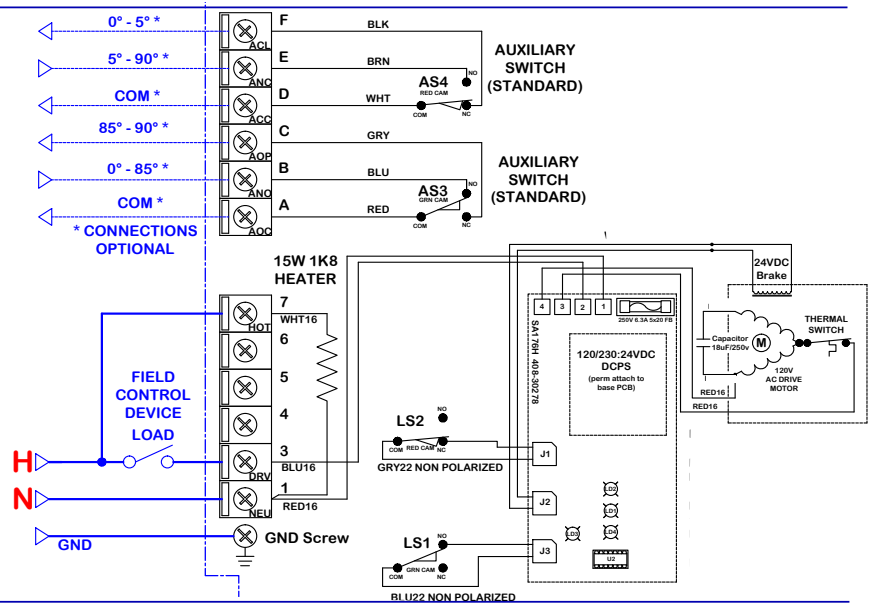 0° - 5° *
F
BLK
ACL
5° - 90° *
E
BRN
ANC
NO
AUXILIARY
SWITCH
(STANDARD)
AS4
RED CAM
COM *
D
WHT
ACC
COM
NC
85° - 90° *
C
GRY
AOP
0° - 85° *
B
BLU
ANO
NO
AUXILIARY
SWITCH
(STANDARD)
AS3
GRN CAM
COM *
A
RED
AOC
COM
NC
* CONNECTIONS
OPTIONAL
15W 1K8
HEATER
7
WHT16
HOT
6
5
4
3
BLU16
DRV
1
RED16
NEU
FIELD
CONTROL
DEVICE
LOAD
H
N
GND
GND Screw
24VDC
Brake
4 3 2 1
250V 6.3A 5x20 FB
SA176H 408-30278
120/230:24VDC
DCPS
(perm attach to
base PCB)
Capacitor
18uF/250v
M
THERMAL
SWITCH
120V
AC DRIVE
MOTOR
RED16
RED16
LS2
NO
COM
RED CAM
NC
GRY22 NON POLARIZED
J1
J2
J3
LD2
LD1
LD3
LD4
U2
LS1
NO
COM
GRN CAM
NC
BLU22 NON POLARIZED